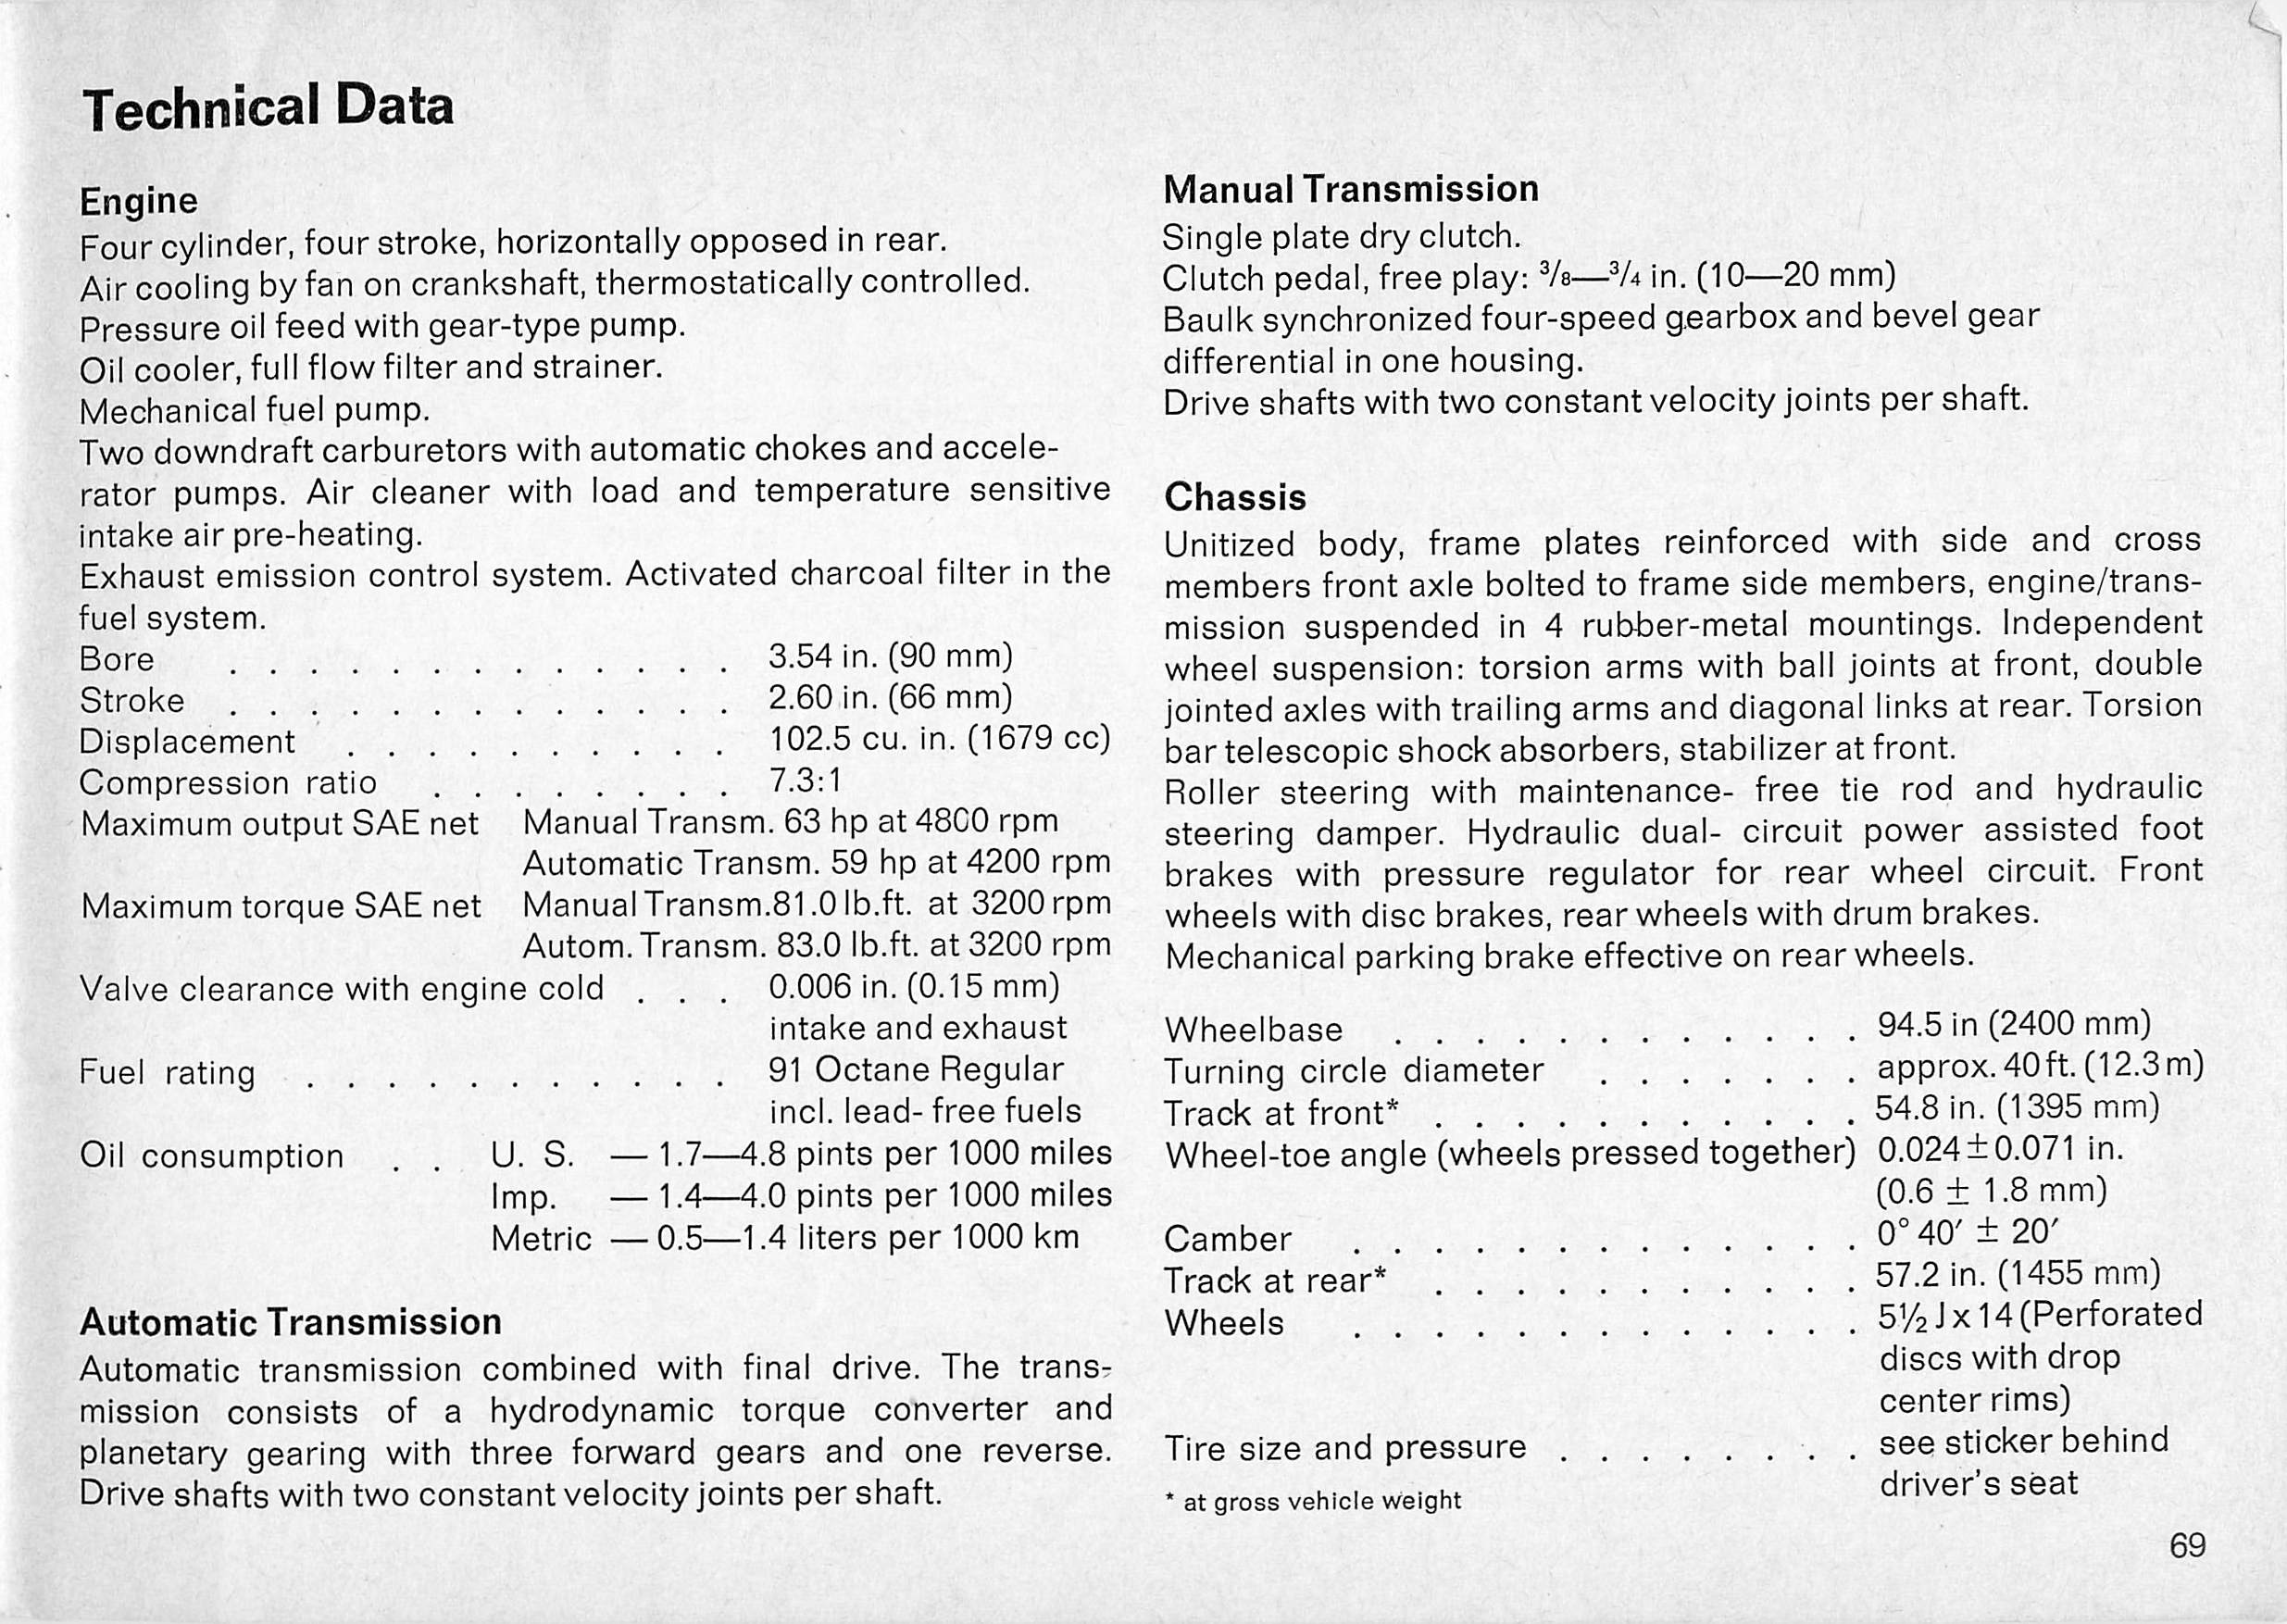 Technical Data
Engine
Four cylinder, four stroke, horizontally opposed in rear.
Air cooling by fan on crankshaft, thermostatically controlled.
Pressure oil feed with gear-type pump.
Oil cooler, full flow filter and strainer.
Mechanical fuel pump.
Two downdraft carburetors with automatic chokes and accele-
rator pumps. Air cleaner with load and temperature sensitive
intake air pre-heating.
Exhaust emission control system. Activated charcoal filter in the
fuel system.
Bore . . . . . . . . . . . . . 3.54 in. (90 mm)
Stroke . . . . . . . . . . . . . 2.60 in. (66 mm)
Displacement . . . . . . . . . . 102.5 cu. in. (1679 cc)
Compression ratio . . . . . . . . 7.3:1
Maximum output SAE net Manual Transm. 63 hp at 4800 rpm
Automatic Transm. 59 hp at 4200 rpm
Maximum torque SAE net Manual Transm. 81.0 lb.ft. at 3200 rpm
Autom. Transm. 83.0 lb.ft. at 3200 rpm
Valve clearance with engine cold . . . 0.006 in. (0.15 mm)
intake and exhaust
Fuel rating . . . . . . . . . . . 91 Octane Regular
incl. lead- free fuels
Oil consumption . . U. S. — 1.7—4.8 pints per 1000 miles
Imp. — 1.4—4.0 pints per 1000 miles
Metric — 0.5—1.4 liters per 1000 km
Automatic Transmission
Automatic transmission combined with final drive. The trans-
mission consists of a hydrodynamic torque converter and
planetary gearing with three forward gears and one reverse.
Drive shafts with two constant velocity joints per shaft.
Manual Transmission
Single plate dry clutch.
Clutch pedal, free play: 3/8—3/4 in. (10—20 mm)
Baulk synchronized four-speed gearbox and bevel gear
differential in one housing.
Drive shafts with two constant velocity joints per shaft.
Chassis
Unitized body, frame plates reinforced with side and cross
members front axle bolted to frame side members, engine/trans-
mission suspended in 4 rubber-metal mountings. Independent
wheel suspension: torsion arms with ball joints at front, double
jointed axles with trailing arms and diagonal links at rear. Torsion
bar telescopic shock absorbers, stabilizer at front.
Roller steering with maintenance- free tie rod and hydraulic
steering damper. Hydraulic dual- circuit power assisted foot
brakes with pressure regulator for rear wheel circuit. Front
wheels with disc brakes, rear wheels with drum brakes.
Mechanical parking brake effective on rear wheels.
Wheelbase . . . . . . . . . . . . 94.5 in (2400 mm)
Turning circle diameter . . . . . . . approx. 40 ft. (12.3 m)
Track at front* . . . . . . . . . . . 54.8 in. (1395 mm)
Wheel-toe angle (wheels pressed together) 0.024 ± 0.071 in.
(0.6 ± 1.8 mm)
Camber . . . . . . . . . . . . . 0° 40′ ± 20′
Track at rear* . . . . . . . . . . . 57.2 in. (1455 mm)
Wheels . . . . . . . . . . . . . 5½ J x 14 (Perforated
discs with drop
center rims)
Tire size and pressure . . . . . . . . see sticker behind
driver's seat
* at gross vehicle weight
69